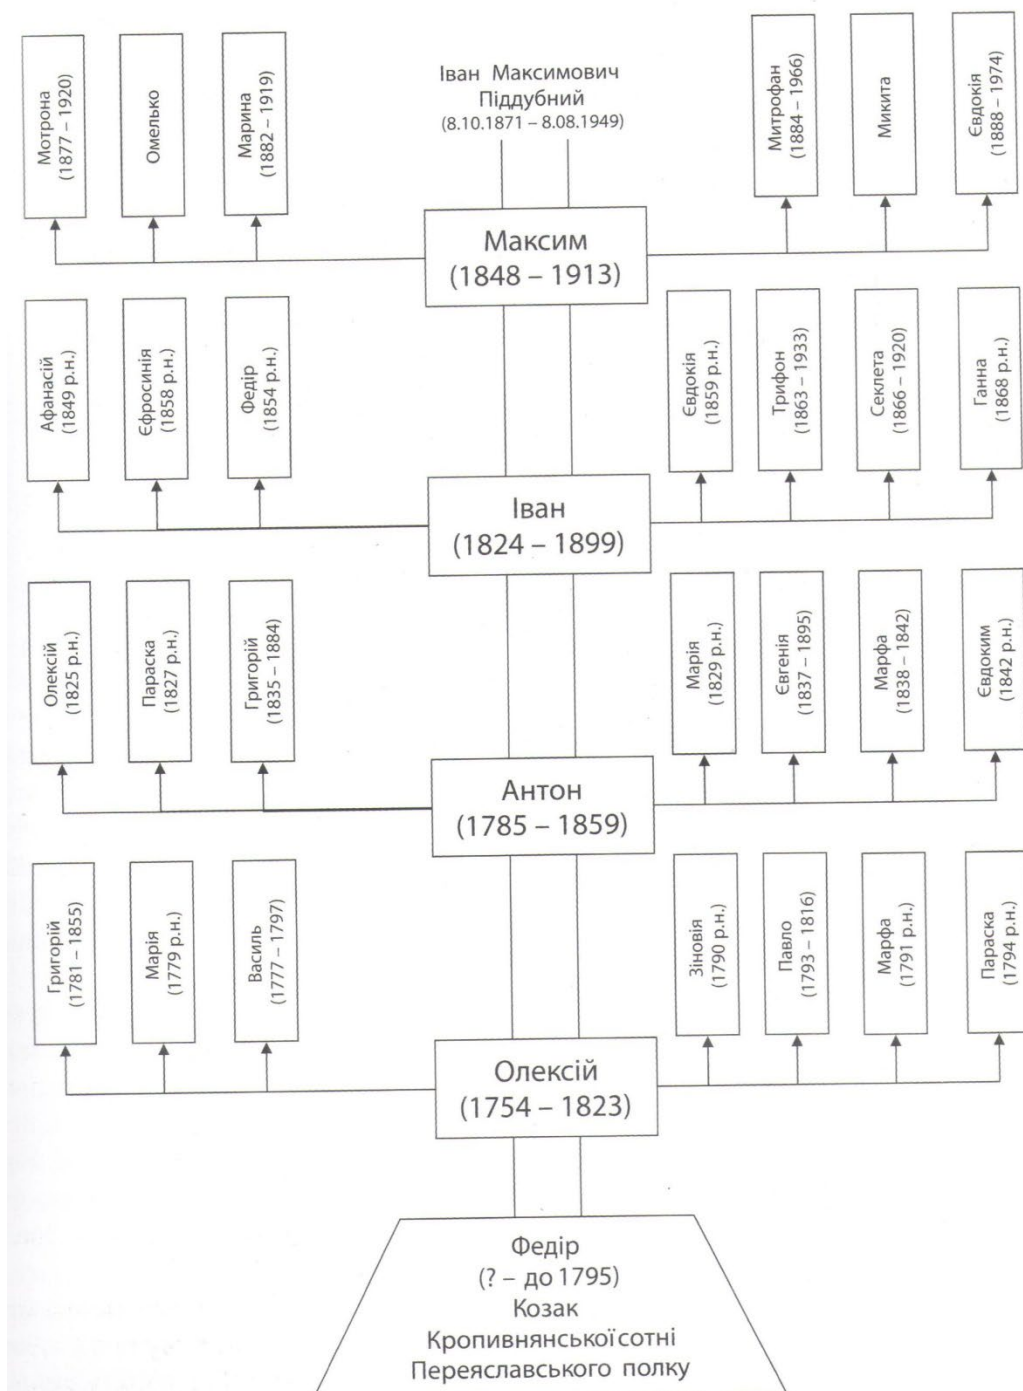 Мотрона
(1877 – 1920)
Омелько
Марина
(1882 – 1919)
Іван Максимович
Піддубний
(8.10.1871 – 8.08.1949)
Митрофан
(1884 – 1966)
Микита
Євдокія
(1888 – 1974)
Максим
(1848 – 1913)
Афанасій
(1849 р.н.)
Єфросинія
(1858 р.н.)
Федір
(1854 р.н.)
Євдокія
(1859 р.н.)
Трифон
(1863 – 1933)
Секлета
(1866 – 1920)
Ганна
(1868 р.н.)
Іван
(1824 – 1899)
Олексій
(1825 р.н.)
Параска
(1827 р.н.)
Григорій
(1835 – 1884)
Марія
(1829 р.н.)
Євгенія
(1837 – 1895)
Марфа
(1838 – 1842)
Євдоким
(1842 р.н.)
Антон
(1785 – 1859)
Григорій
(1781 – 1855)
Марія
(1779 р.н.)
Василь
(1777 – 1797)
Зіновія
(1790 р.н.)
Павло
(1793 – 1816)
Марфа
(1791 р.н.)
Параска
(1794 р.н.)
Олексій
(1754 – 1823)
Федір
(? – до 1795)
Козак
Кропивнянської сотні
Переяславського полку